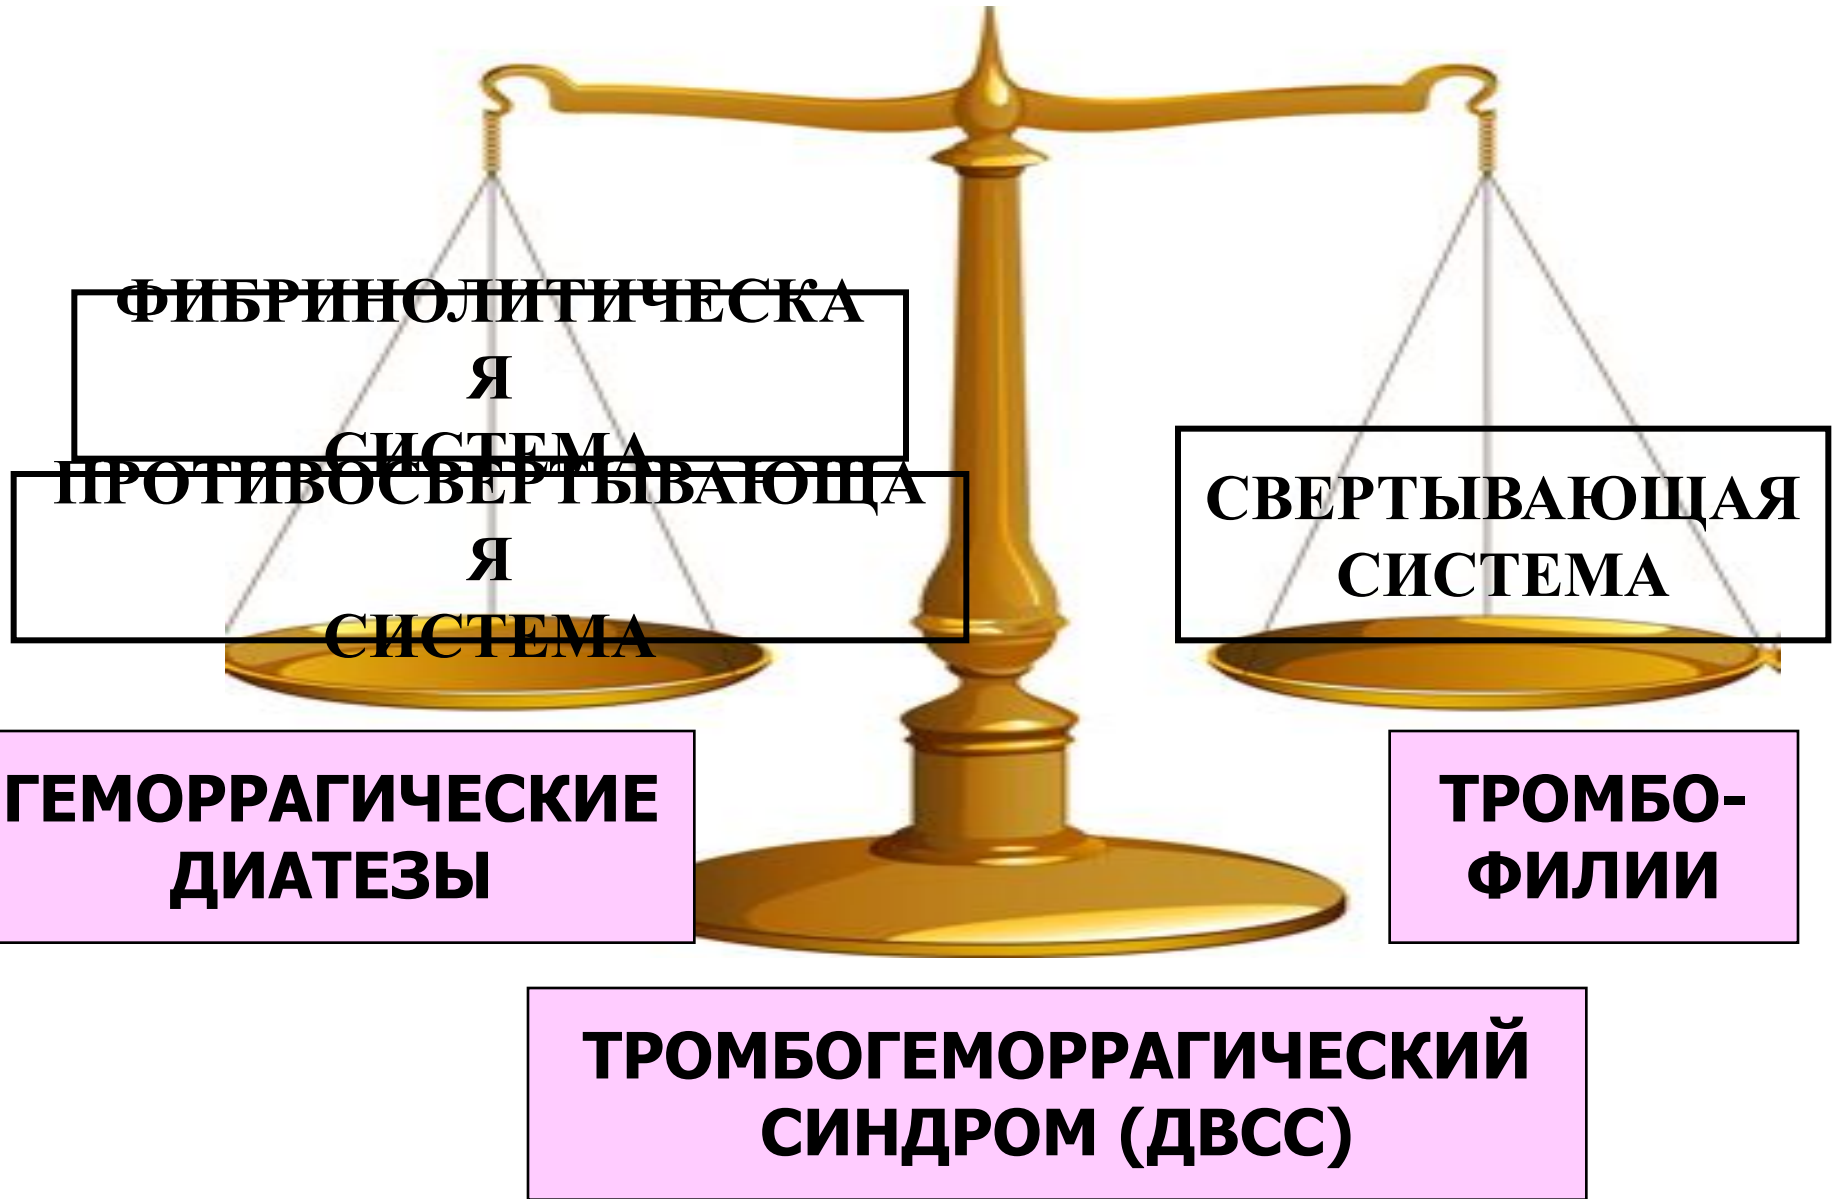 ФИБРИНОЛИТИЧЕСКА
Я
СИСТЕМА
ПРОТИВОСВЕРТЫВАЮЩА
Я
СИСТЕМА
СВЕРТЫВАЮЩАЯ
СИСТЕМА
ГЕМОРРАГИЧЕСКИЕ
ДИАТЕЗЫ
ТРОМБО-
ФИЛИИ
ТРОМБОГЕМОРРАГИЧЕСКИЙ
СИНДРОМ (ДВСС)